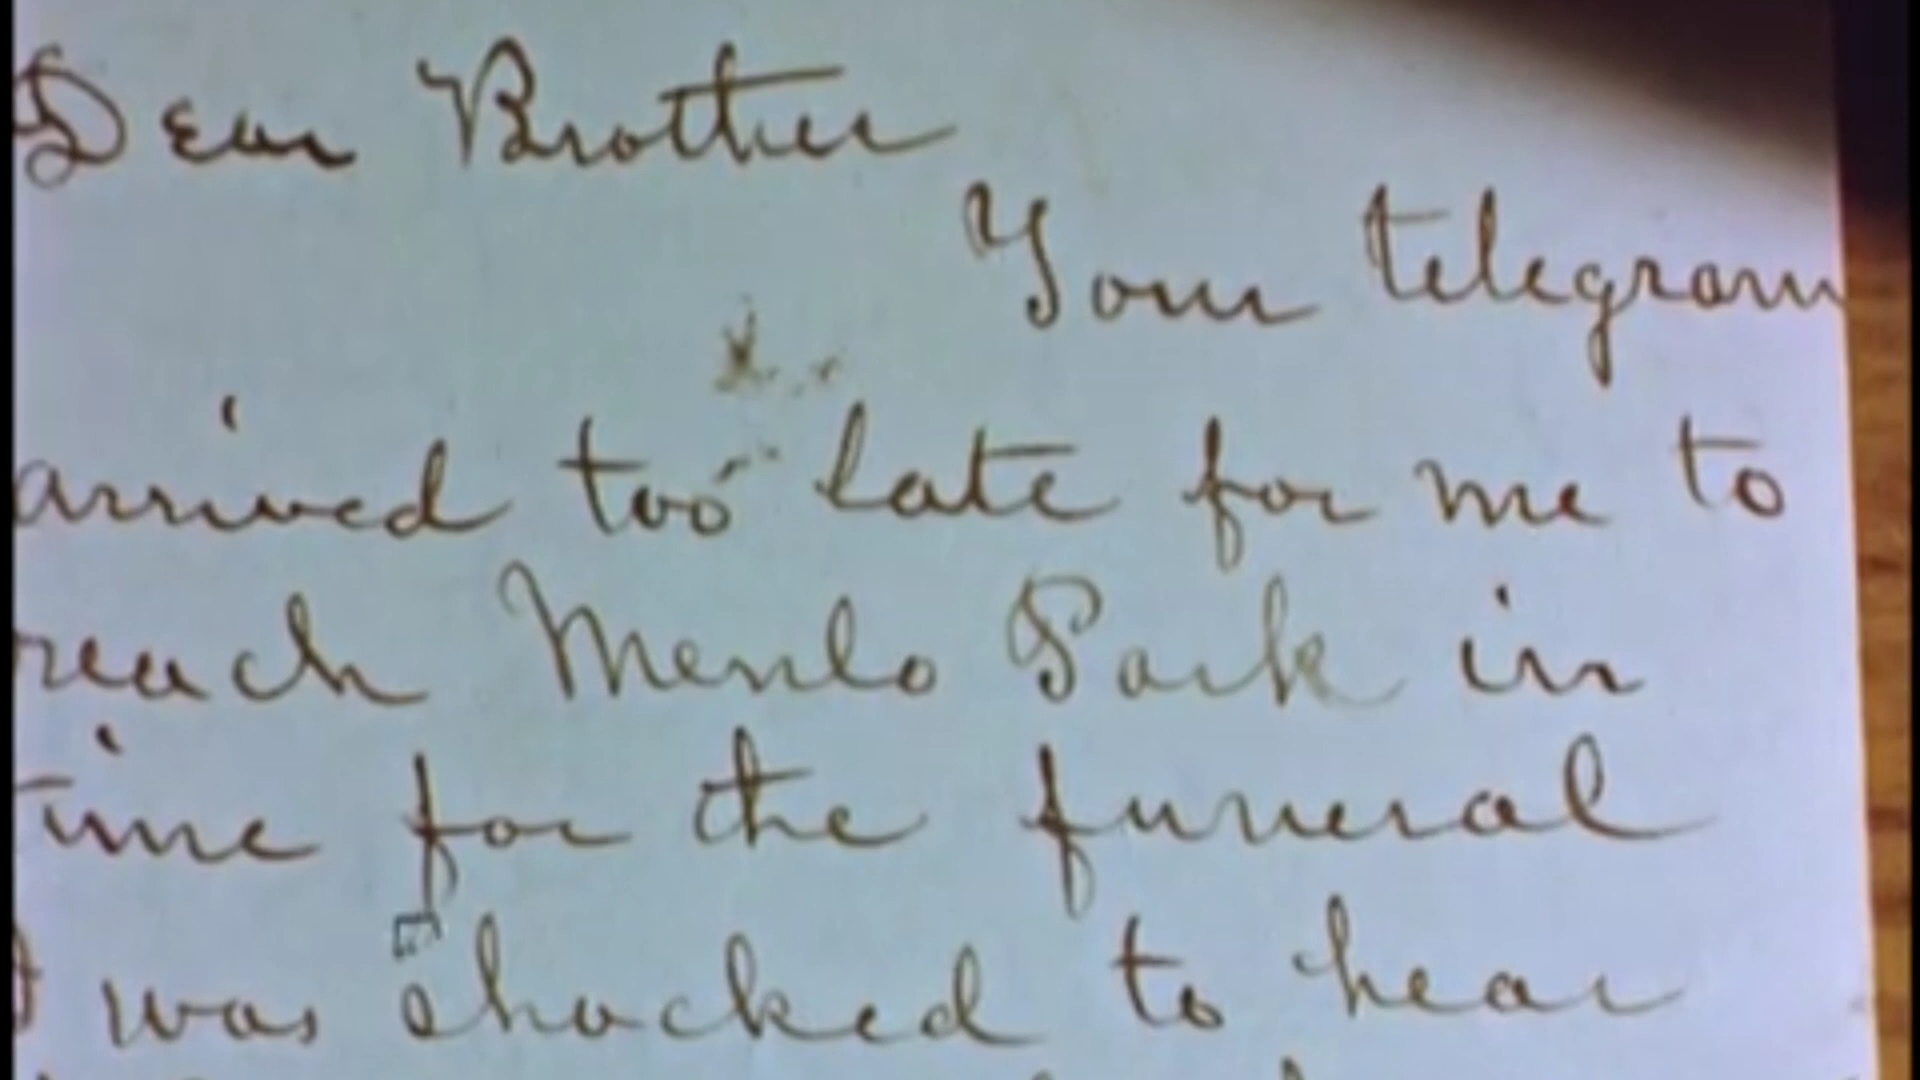 Dear Brother
Your telegram
arrived too late for me to
reach Menlo Park in
time for the funeral
I was shocked to hear